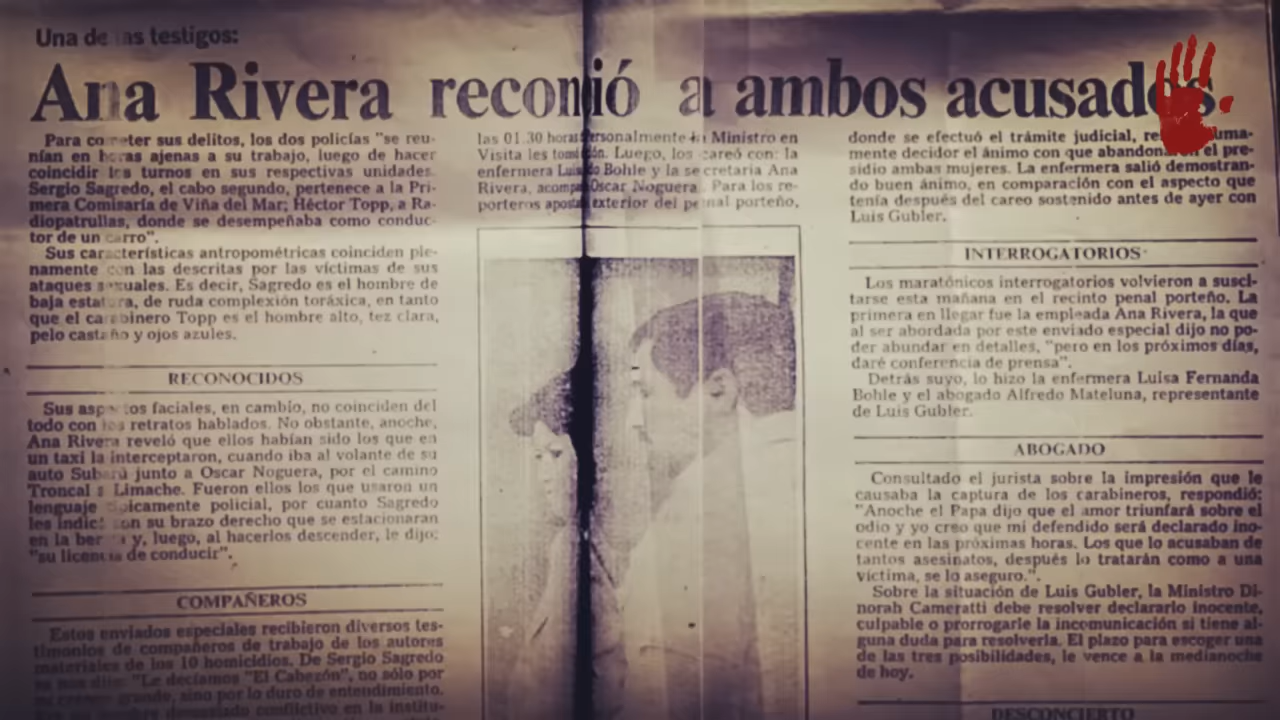 Una de las testigos:
Ana Rivera reconoció a ambos acusados
Para cometer sus delitos, los dos policías "se reu-
nían en horas ajenas a su trabajo, luego de hacer
coincidir los turnos en sus respectivas unidades.
Sergio Sagredo, el cabo segundo, pertenece a la Pri-
mera Comisaría de Viña del Mar; Héctor Topp, a Ra-
diopatrullas, donde se desempeñaba como conduc-
tor de un carro".
Sus características antropométricas coinciden ple-
namente con las descritas por las víctimas de sus
ataques sexuales. Es decir, Sagredo es el hombre de
baja estatura, de ruda complexión toráxica, en tanto
que el carabinero Topp es el hombre alto, tez clara,
pelo castaño y ojos azules.
RECONOCIDOS
Sus aspectos faciales, en cambio, no coinciden del
todo con los retratos hablados. No obstante, anoche,
Ana Rivera reveló que ellos habían sido los que en
un taxi la interceptaron, cuando iba al volante de su
auto Subarú junto a Oscar Noguera, por el camino
Troncal a Limache. Fueron ellos los que usaron un
lenguaje típicamente policial, por cuanto Sagredo
les indicó con su brazo derecho que se estacionaran
en la berma y, luego, al hacerlos descender, le dijo:
"su licencia de conducir".
COMPAÑEROS
Estos enviados especiales recibieron diversos tes-
timonios de compañeros de trabajo de los autores
materiales de los 10 homicidios. De Sergio Sagredo
"Le decíamos "El Cabezón", no sólo por
grande, sino por lo duro de entendimiento.
conflictivo en la institu-
las 01.30 horas personalmente la Ministro en
Visita les tomó Luego, los careó con: la
enfermera Bohle y la secretaria Ana
Rivera, Oscar Noguera. Para los re-
porteros exterior del penal porteño,
donde se efectuó el trámite judicial,
mente decidor el ánimo con que abandonaron el pre-
sidio ambas mujeres. La enfermera salió demostran-
do buen ánimo, en comparación con el aspecto que
tenía después del careo sostenido antes de ayer con
Luis Gubler.
INTERROGATORIOS
Los maratónicos interrogatorios volvieron a susci-
tarse esta mañana en el recinto penal porteño. La
primera en llegar fue la empleada Ana Rivera, la que
al ser abordada por este enviado especial dijo no po-
der abundar en detalles, "pero en los próximos días,
daré conferencia de prensa".
Detrás suyo, lo hizo la enfermera Luisa Fernanda
Bohle y el abogado Alfredo Mateluna, representante
de Luis Gubler.
ABOGADO
Consultado el jurista sobre la impresión que le
causaba la captura de los carabineros, respondió:
"Anoche el Papa dijo que el amor triunfará sobre el
odio y yo creo que mi defendido será declarado ino-
cente en las próximas horas. Los que lo acusaban de
tantos asesinatos, después lo tratarán como a una
víctima, se lo aseguro.".
Sobre la situación de Luis Gubler, la Ministro Di-
norah Cameratti debe resolver declararlo inocente,
culpable o prorrogarle la incomunicación si tiene al-
guna duda para resolverla. El plazo para escoger una
de las tres posibilidades, le vence a la medianoche
de hoy.
DESCONCIERTO